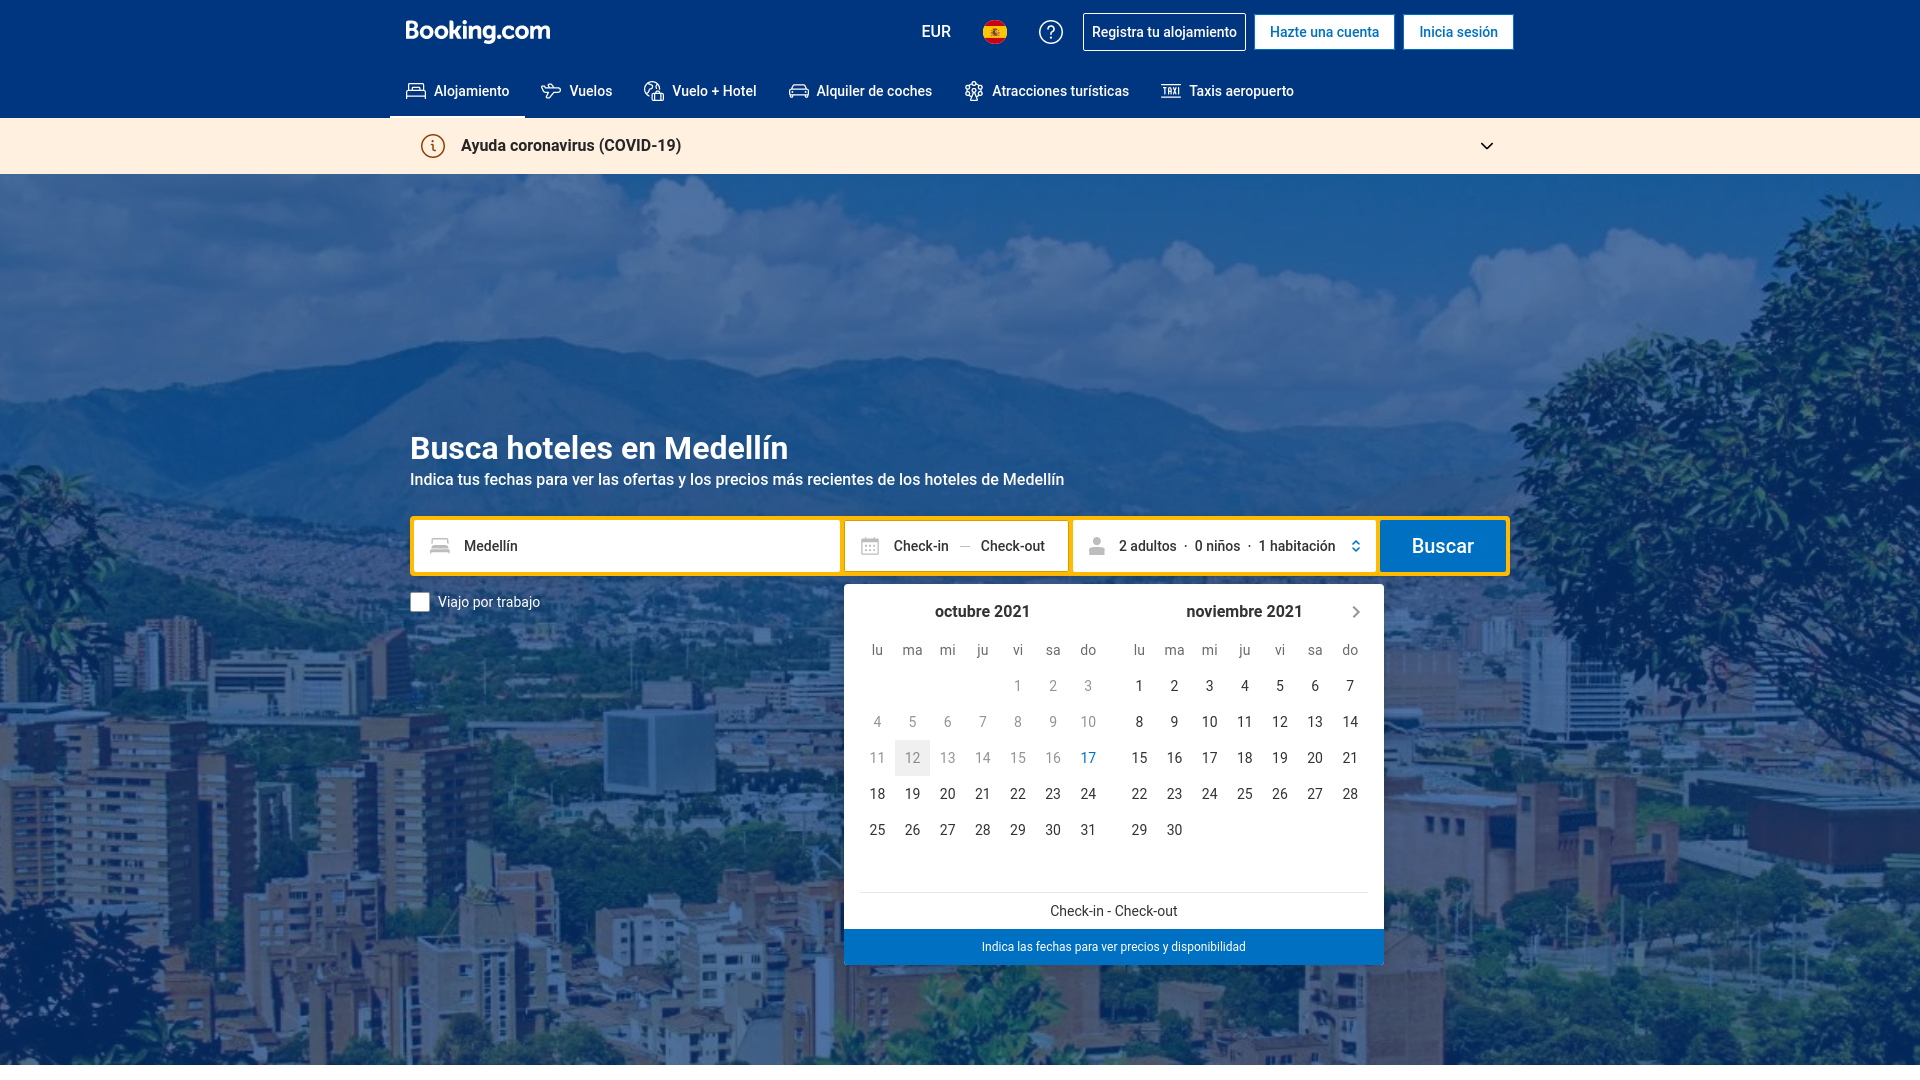 Booking.com
EUR
Registra tu alojamiento
Hazte una cuenta
Inicia sesión
Alojamiento
Vuelos
Vuelo + Hotel
Alquiler de coches
Atracciones turísticas
TAXI
Taxis aeropuerto
Ayuda coronavirus (COVID-19)
Busca hoteles en Medellín
Indica tus fechas para ver las ofertas y los precios más recientes de los hoteles de Medellín
Medellín
Check-in — Check-out
2 adultos · 0 niños · 1 habitación
Buscar
Viajo por trabajo
octubre 2021
lu ma mi ju vi sa do
1 2 3
4 5 6 7 8 9 10
11 12 13 14 15 16 17
18 19 20 21 22 23 24
25 26 27 28 29 30 31
noviembre 2021
lu ma mi ju vi sa do
1 2 3 4 5 6 7
8 9 10 11 12 13 14
15 16 17 18 19 20 21
22 23 24 25 26 27 28
29 30
Check-in - Check-out
Indica las fechas para ver precios y disponibilidad